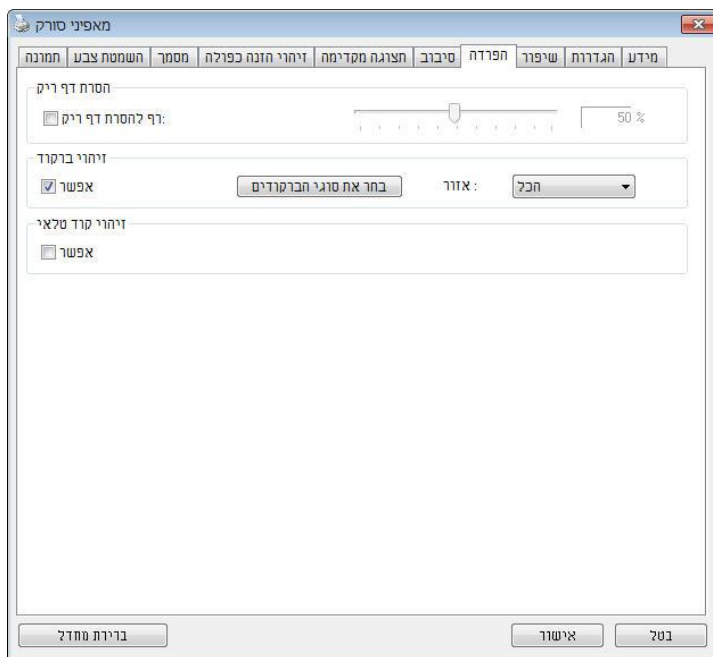 מאפיני סורק
תמונה השמטת צבע מסמך זיהוי הזנה כפולה תצוגה מקדימה סיבוב הפרדה שיפור הגדרות מידע
הסרת דף ריק
רף להסרת דף ריק:
50 %
זיהוי ברקוד
אפשר
בחר את סוגי הברקודים
אזור :
הכל
זיהוי קוד טלאי
אפשר
ברירת מחדל
אישור
בטל